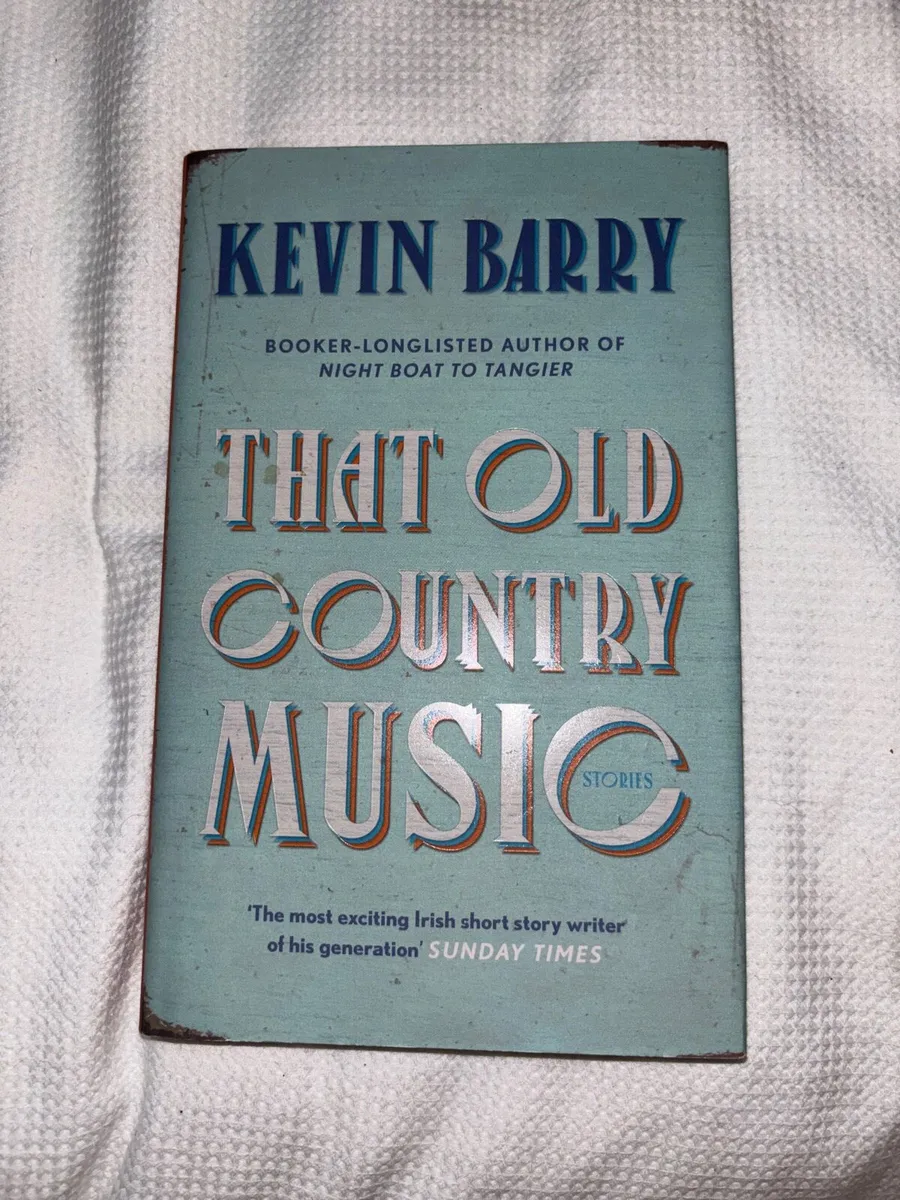 KEVIN BARRY
BOOKER-LONGLISTED AUTHOR OF
NIGHT BOAT TO TANGIER
THAT OLD
COUNTRY
MUSIC
STORIES
'The most exciting Irish short story writer
of his generation' SUNDAY TIMES